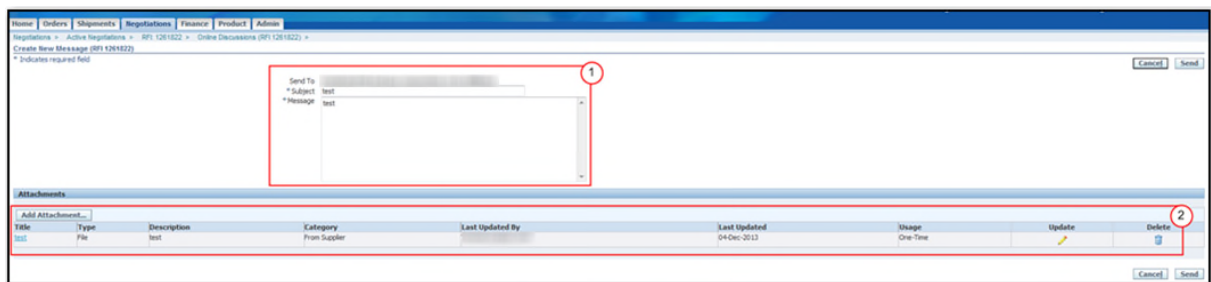 Home Orders Shipments Negotiations Finance Product Admin
Negotiations > Active Negotiations > RFI: 1261822 > Online Discussions (RFI 1261822) >
Create New Message (RFI 1261822)
* Indicates required field
Cancel Send
1
Send To
* Subject test
* Message test
Attachments
2
Add Attachment...
Title Type Description Category Last Updated By Last Updated Usage Update Delete
test File test From Supplier 04-Dec-2013 One-Time
Cancel Send